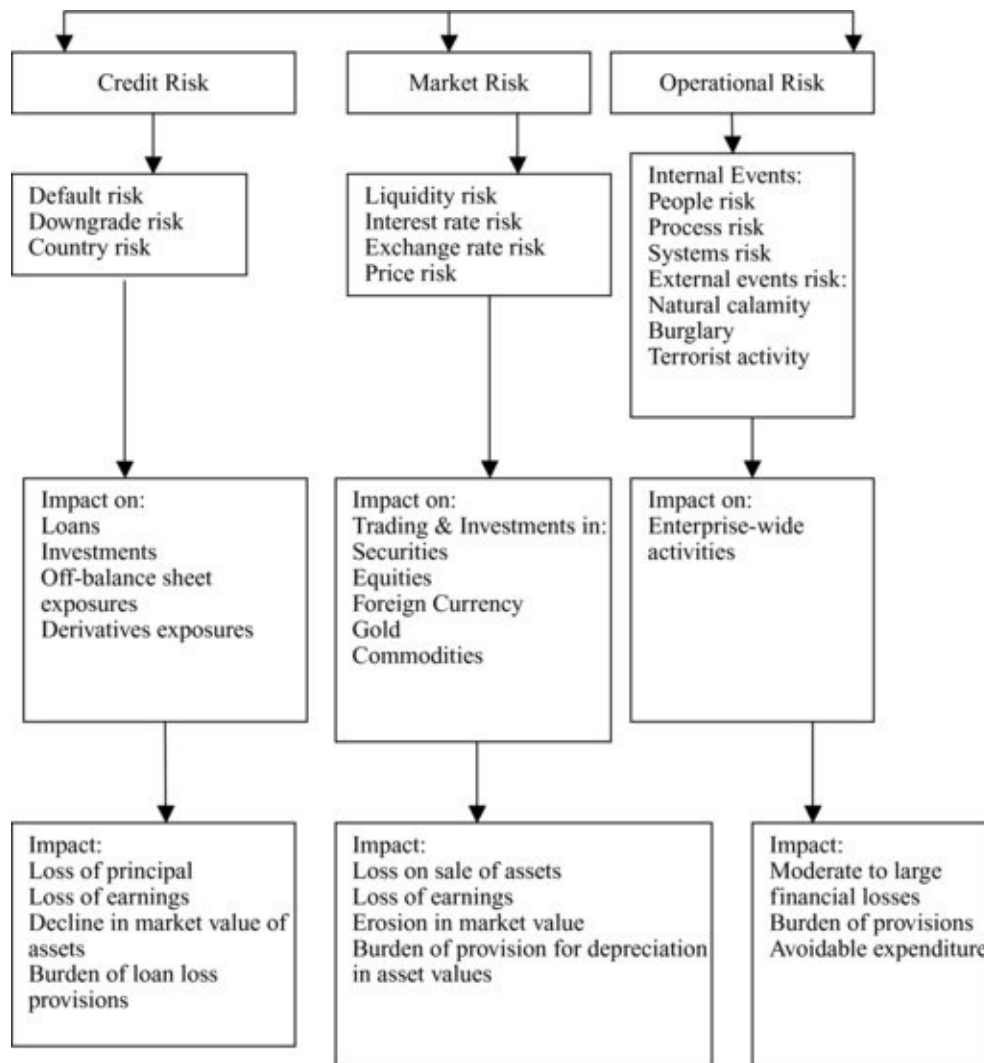 Credit Risk
Market Risk
Operational Risk
Default risk
Downgrade risk
Country risk
Liquidity risk
Interest rate risk
Exchange rate risk
Price risk
Internal Events:
People risk
Process risk
Systems risk
External events risk:
Natural calamity
Burglary
Terrorist activity
Impact on:
Loans
Investments
Off-balance sheet
exposures
Derivatives exposures
Impact on:
Trading & Investments in:
Securities
Equities
Foreign Currency
Gold
Commodities
Impact on:
Enterprise-wide
activities
Impact:
Loss of principal
Loss of earnings
Decline in market value of
assets
Burden of loan loss
provisions
Impact:
Loss on sale of assets
Loss of earnings
Erosion in market value
Burden of provision for depreciation
in asset values
Impact:
Moderate to large
financial losses
Burden of provisions
Avoidable expenditure